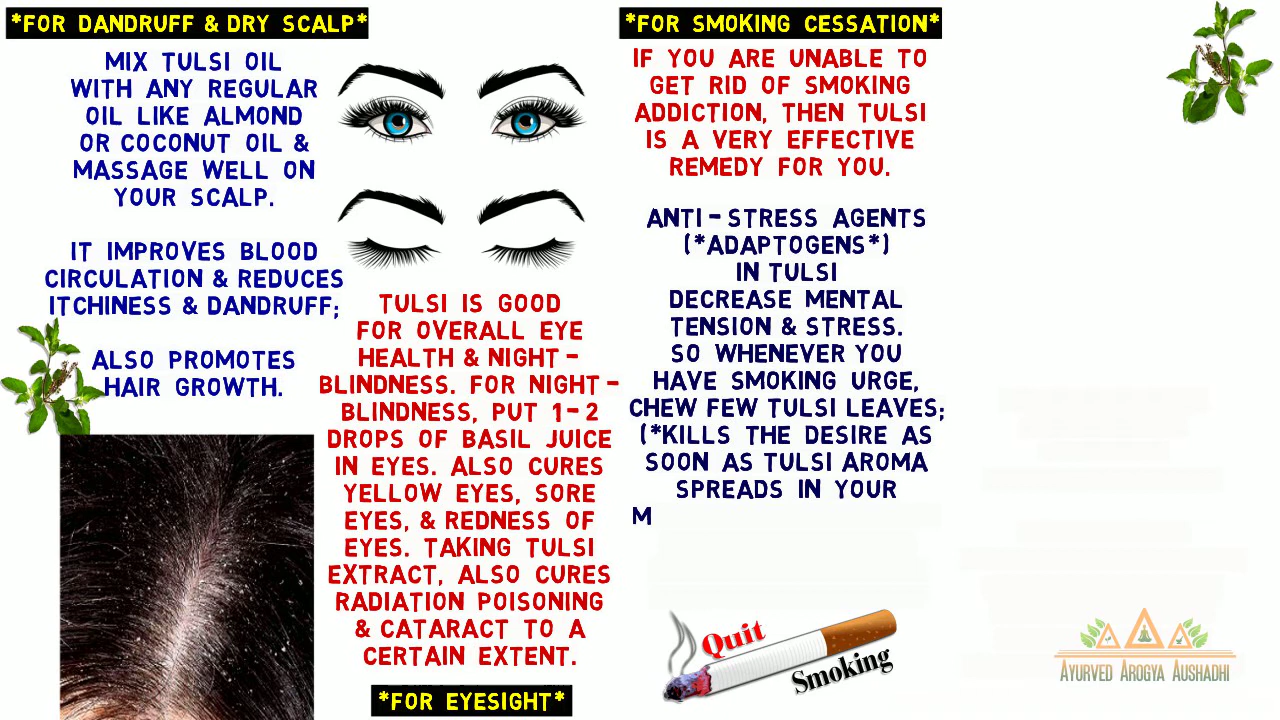 *FOR DANDRUFF & DRY SCALP*
MIX TULSI OIL
WITH ANY REGULAR
OIL LIKE ALMOND
OR COCONUT OIL &
MASSAGE WELL ON
YOUR SCALP.
IT IMPROVES BLOOD
CIRCULATION & REDUCES
ITCHINESS & DANDRUFF;
ALSO PROMOTES
HAIR GROWTH.
TULSI IS GOOD
FOR OVERALL EYE
HEALTH & NIGHT-
BLINDNESS. FOR NIGHT-
BLINDNESS, PUT 1-2
DROPS OF BASIL JUICE
IN EYES. ALSO CURES
YELLOW EYES, SORE
EYES, & REDNESS OF
EYES. TAKING TULSI
EXTRACT, ALSO CURES
RADIATION POISONING
& CATARACT TO A
CERTAIN EXTENT.
*FOR EYESIGHT*
*FOR SMOKING CESSATION*
IF YOU ARE UNABLE TO
GET RID OF SMOKING
ADDICTION, THEN TULSI
IS A VERY EFFECTIVE
REMEDY FOR YOU.
ANTI-STRESS AGENTS
(*ADAPTOGENS*)
IN TULSI
DECREASE MENTAL
TENSION & STRESS.
SO WHENEVER YOU
HAVE SMOKING URGE,
CHEW FEW TULSI LEAVES;
(*KILLS THE DESIRE AS
SOON AS TULSI AROMA
SPREADS IN YOUR
M
Quit
Smoking
AYURVED AROGYA AUSHADHI